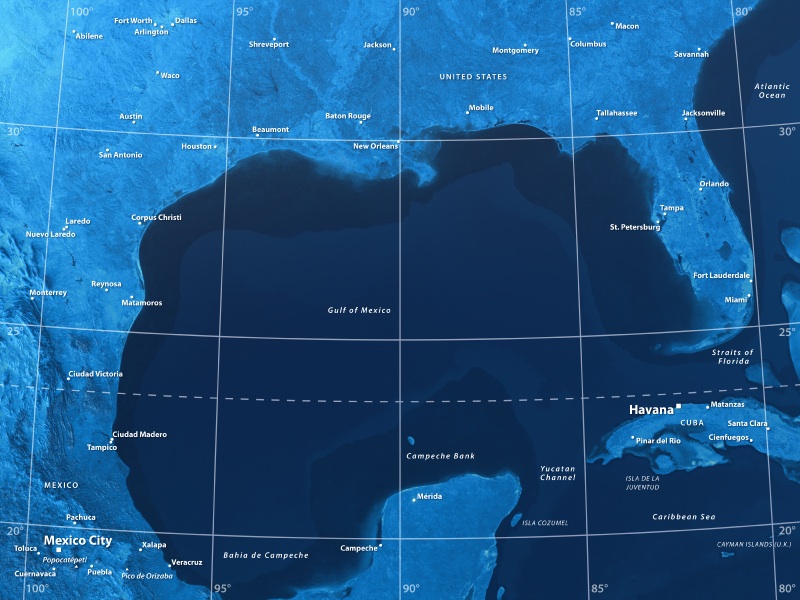 100°
95°
90°
85°
80°
Fort Worth
Dallas
Arlington
Abilene
Shreveport
Jackson
Montgomery
Columbus
Macon
Savannah
Waco
UNITED STATES
Atlantic
Ocean
Austin
Beaumont
Baton Rouge
Mobile
Tallahassee
Jacksonville
30°
30°
San Antonio
Houston
New Orleans
Orlando
Laredo
Corpus Christi
Tampa
Nuevo Laredo
St. Petersburg
Monterrey
Reynosa
Matamoros
Gulf of Mexico
Fort Lauderdale
Miami
25°
25°
Straits of
Florida
Ciudad Victoria
Havana
Matanzas
CUBA
Santa Clara
Ciudad Madero
Tampico
Pinar del Río
Cienfuegos
Campeche Bank
Yucatan
Channel
ISLA DE LA
JUVENTUD
MEXICO
Mérida
Pachuca
ISLA COZUMEL
Caribbean Sea
20°
20°
Mexico City
Toluca
Xalapa
Campeche
CAYMAN ISLANDS (U.K.)
Popocatépetl
Bahia de Campeche
Veracruz
Cuernavaca
Puebla
Pico de Orizaba
100°
95°
90°
85°
80°